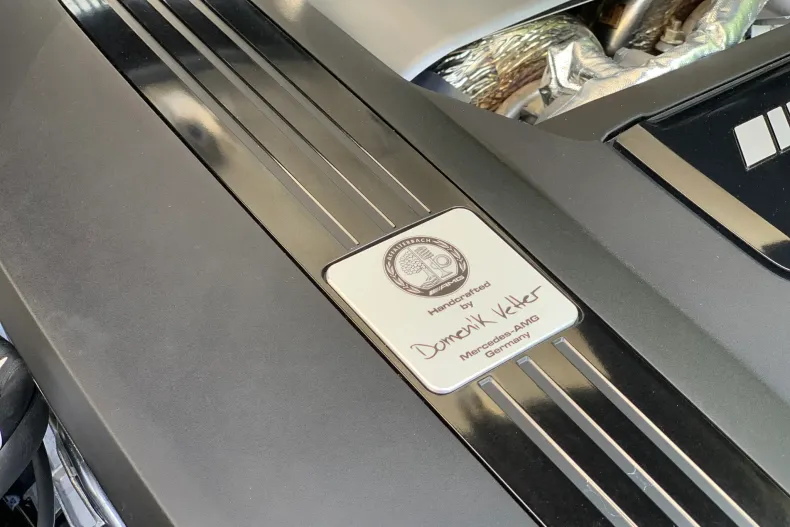 AFFALTERBACH
AMG
Handcrafted
by
Domenik Vetter
Mercedes-AMG
Germany